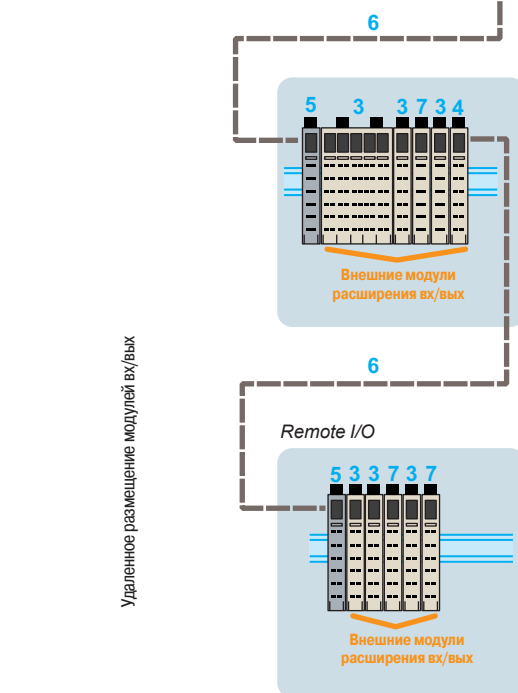 6
5 3 3 7 3 4
Внешние модули
расширения вх/вых
Удаленное размещение модулей вх/вых
6
Remote I/O
5 3 3 7 3 7
Внешние модули
расширения вх/вых